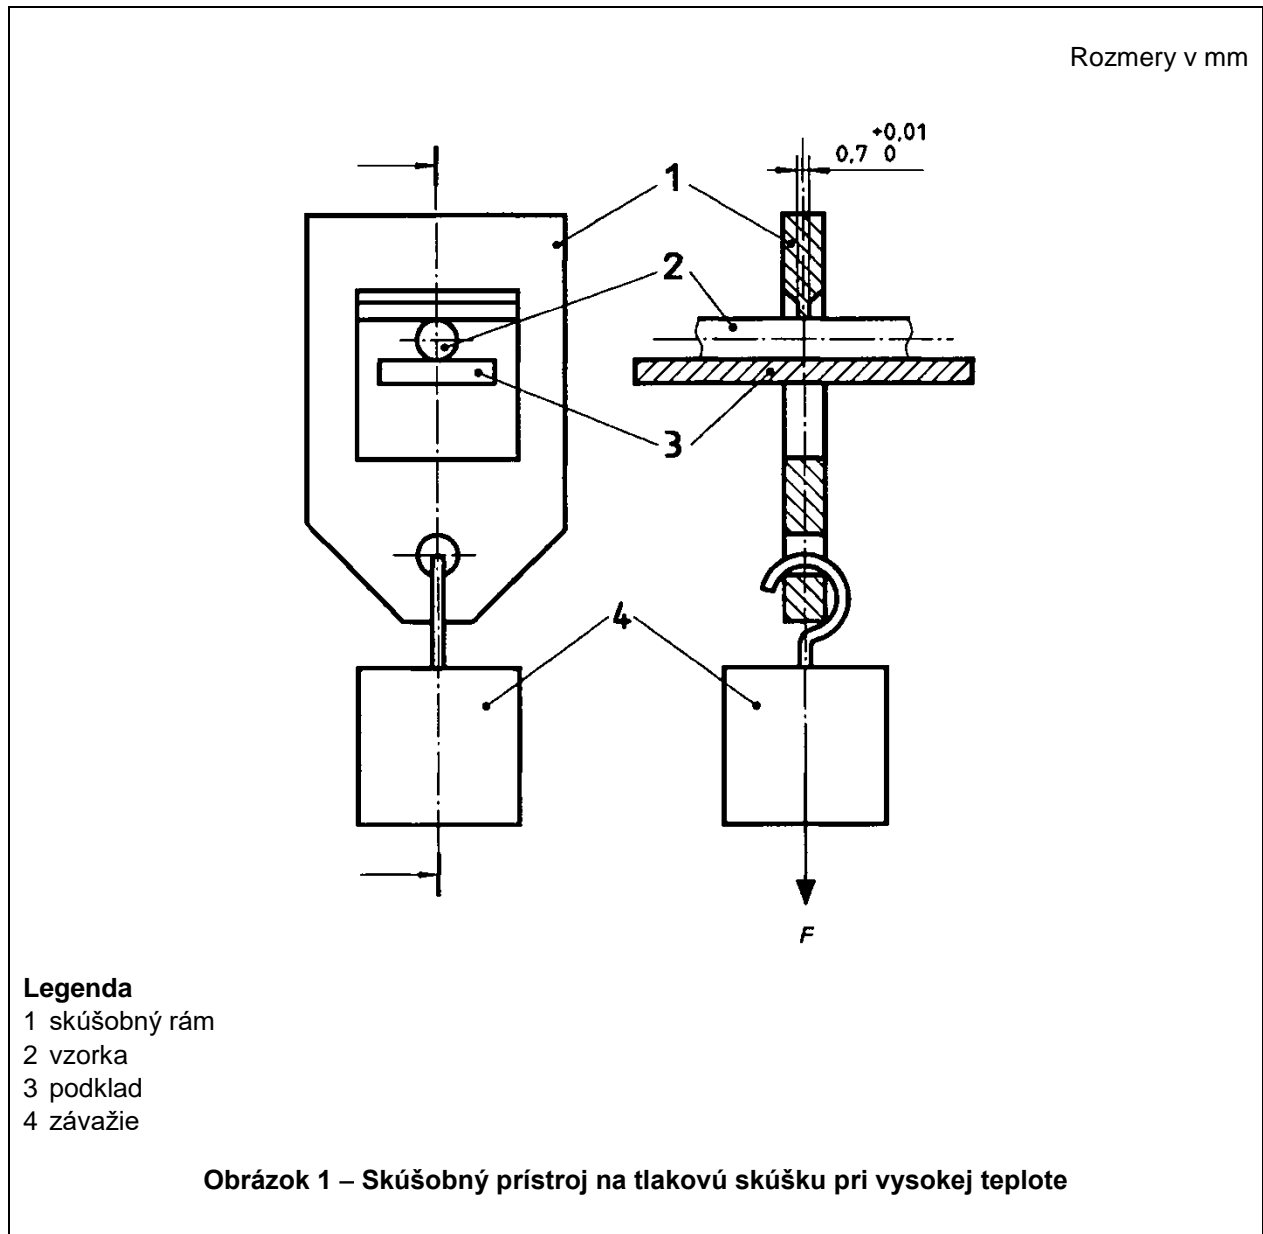 Rozmery v mm
+0,01
0,7 0
1
2
3
4
F
Legenda
1 skúšobný rám
2 vzorka
3 podklad
4 závažie
Obrázok 1 – Skúšobný prístroj na tlakovú skúšku pri vysokej teplote